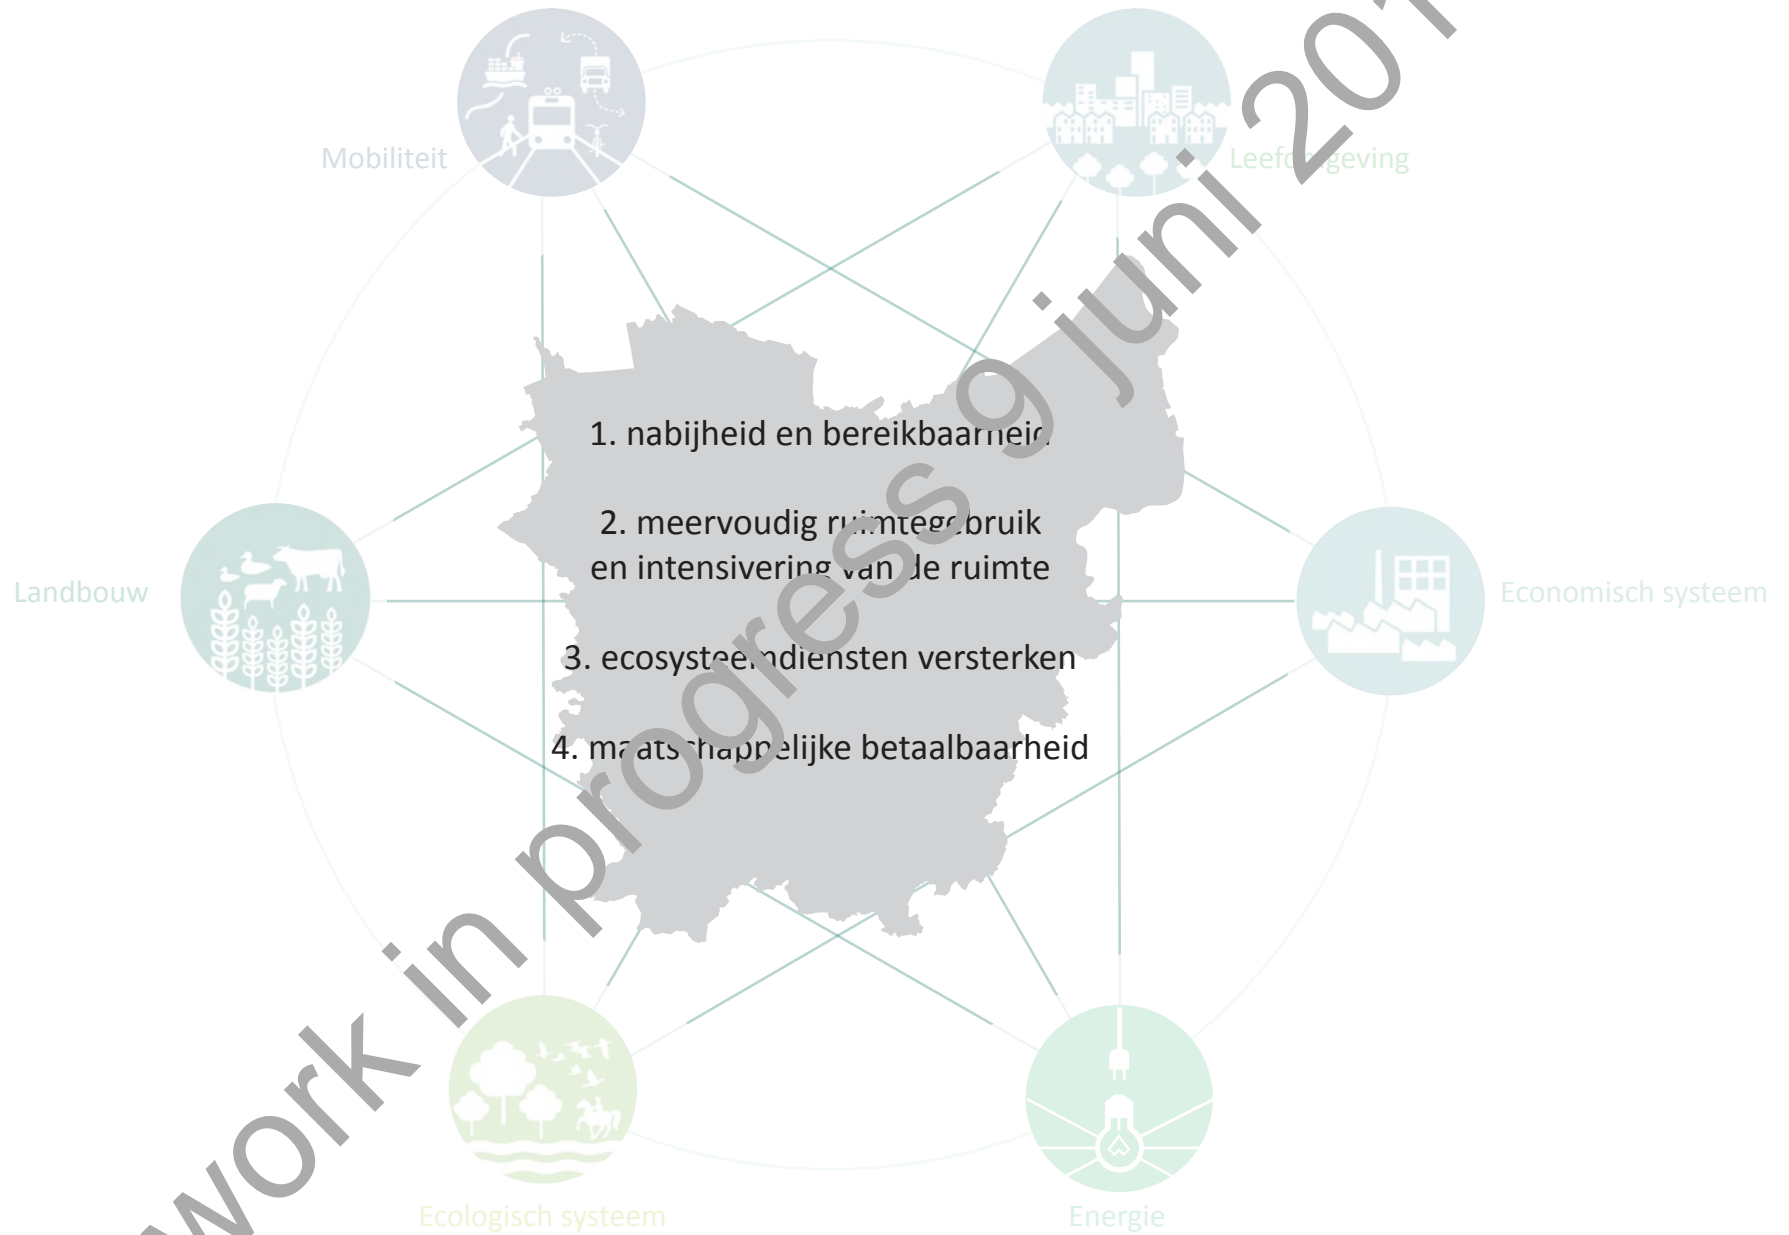 Mobiliteit
Leefomgeving
1. nabijheid en bereikbaarheid
2. meervoudig ruimtegebruik
en intensivering van de ruimte
Landbouw
Economisch systeem
3. ecosysteemdiensten versterken
4. maatschappelijke betaalbaarheid
Ecologisch systeem
Energie
work in progress 9 juni 201